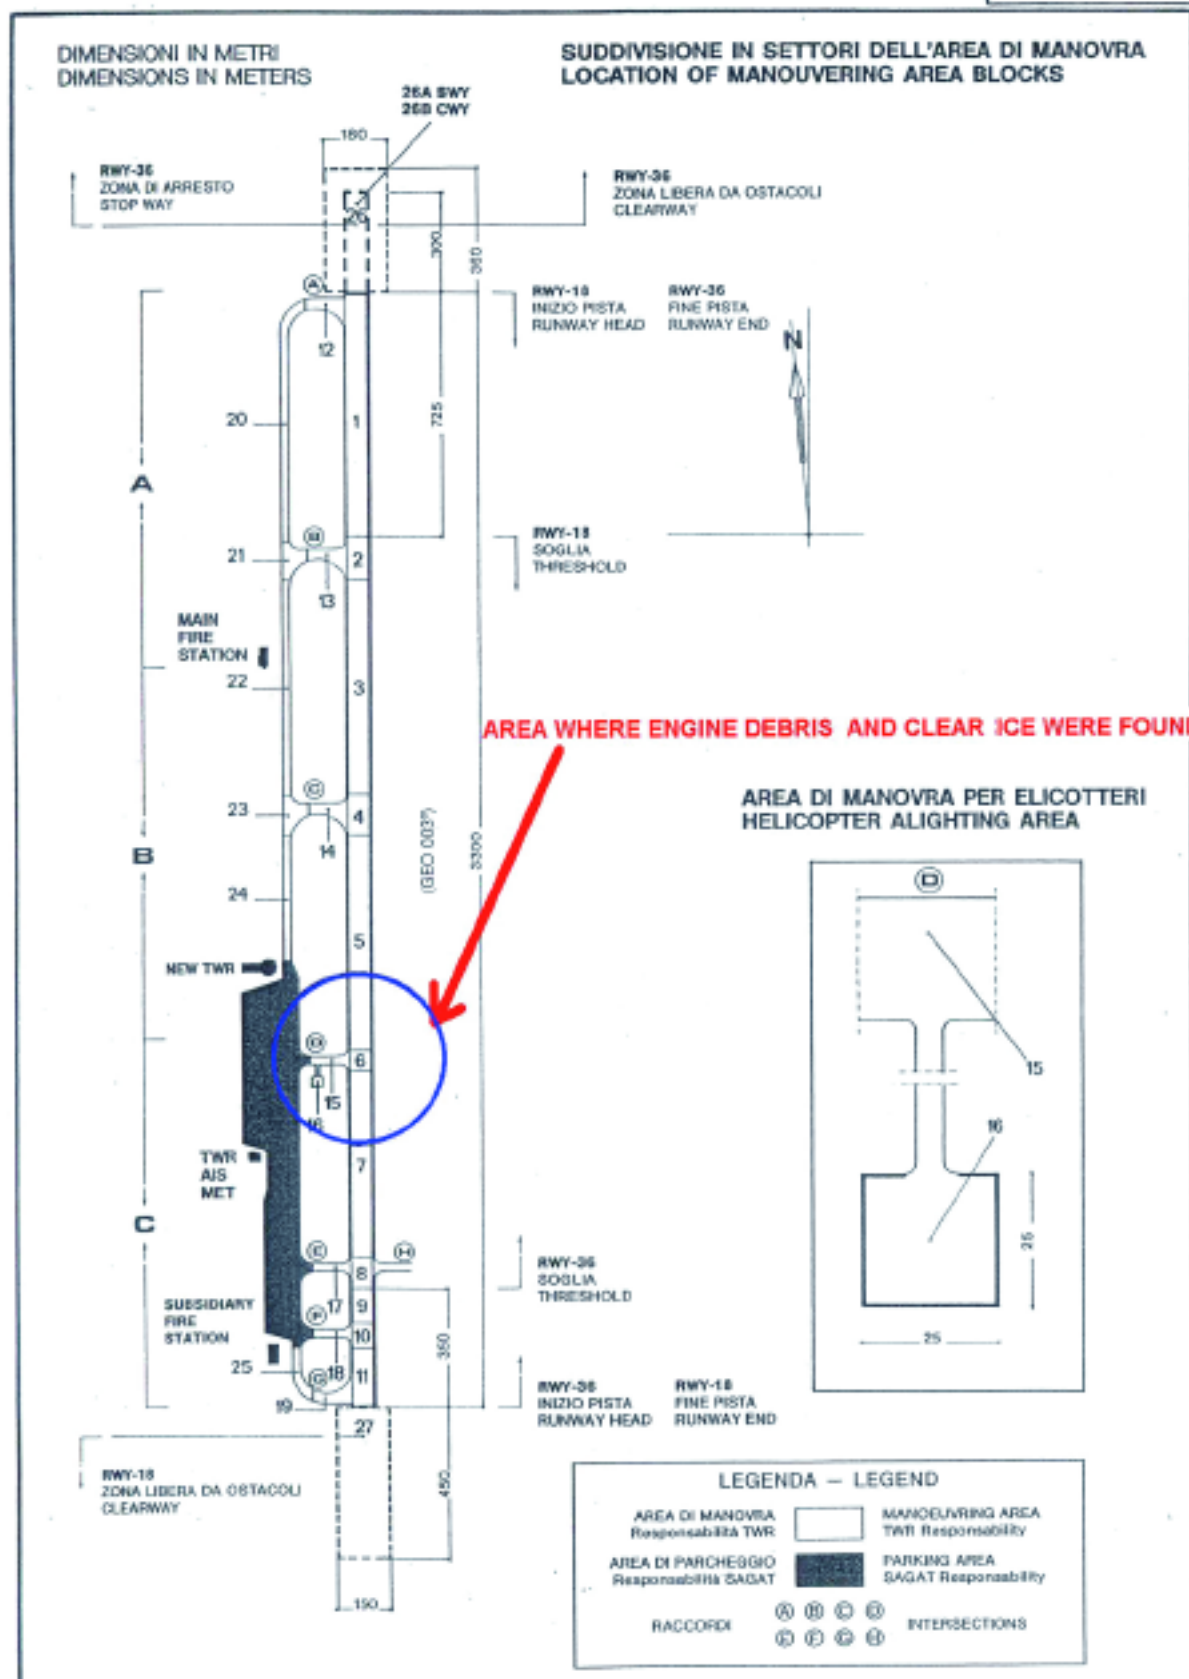 DIMENSIONI IN METRI
DIMENSIONS IN METERS
SUDDIVISIONE IN SETTORI DELL'AREA DI MANOVRA
LOCATION OF MANOUVERING AREA BLOCKS
26A SWY
26B CWY
180
RWY-36
ZONA DI ARRESTO
STOP WAY
RWY-36
ZONA LIBERA DA OSTACOLI
CLEARWAY
26
300
360
A
RWY-18
INIZIO PISTA
RUNWAY HEAD
RWY-36
FINE PISTA
RUNWAY END
12
N
20
1
725
A
B
RWY-18
SOGLIA
THRESHOLD
21
2
13
MAIN
FIRE
STATION
22
3
AREA WHERE ENGINE DEBRIS AND CLEAR ICE WERE FOUN
C
23
4
14
B
(GEO 003°)
3300
24
5
AREA DI MANOVRA PER ELICOTTERI
HELICOPTER ALIGHTING AREA
D
NEW TWR
D
6
15
16
15
16
TWR
AIS
MET
7
C
25
25
E
H
8
RWY-36
SOGLIA
THRESHOLD
17
9
F
SUBSIDIARY
FIRE
STATION
10
350
25
18
11
G
19
RWY-36
INIZIO PISTA
RUNWAY HEAD
RWY-18
FINE PISTA
RUNWAY END
27
RWY-18
ZONA LIBERA DA OSTACOLI
CLEARWAY
450
150
LEGENDA – LEGEND
AREA DI MANOVRA
Responsabilità TWR
MANOEUVRING AREA
TWR Responsability
AREA DI PARCHEGGIO
Responsabilità SAGAT
PARKING AREA
SAGAT Responsability
RACCORDI
A B C D
E F G H
INTERSECTIONS